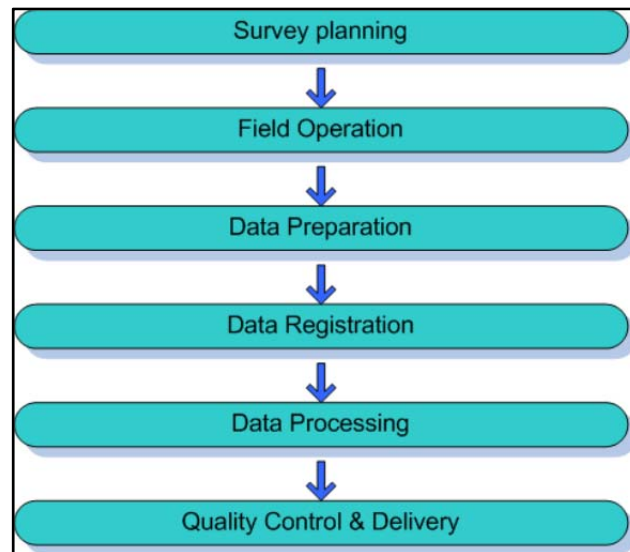 Survey planning
Field Operation
Data Preparation
Data Registration
Data Processing
Quality Control & Delivery